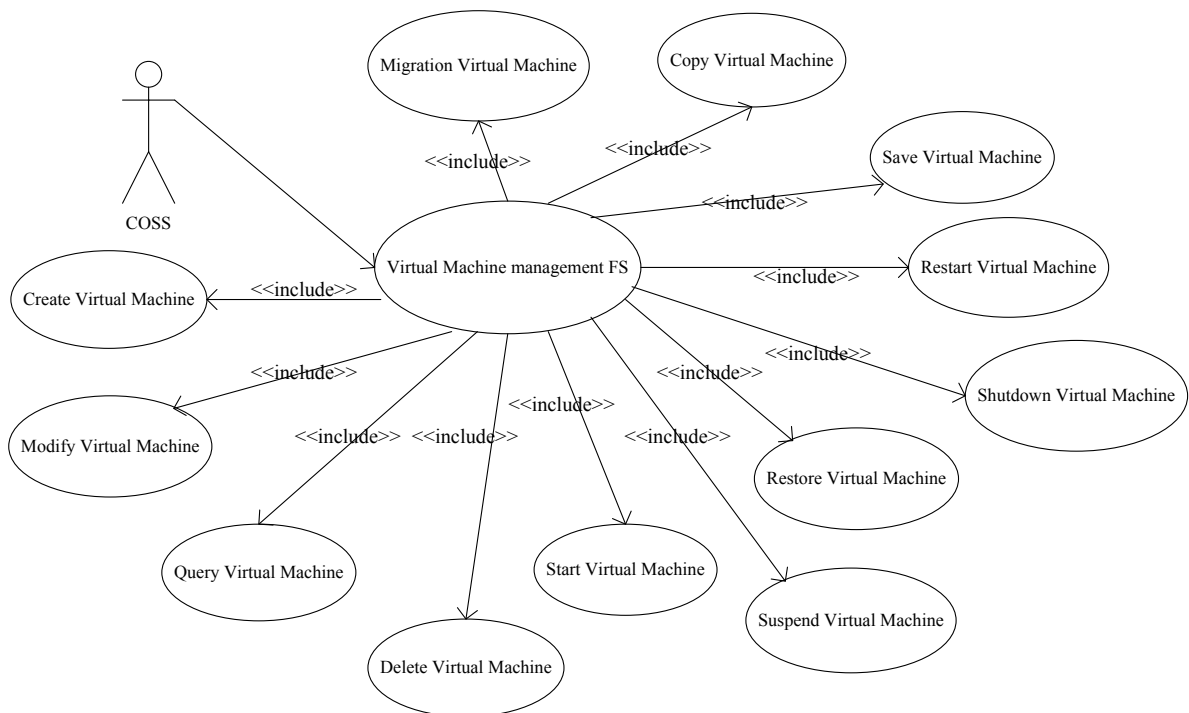 Migration Virtual Machine
Copy Virtual Machine
<<include>>
<<include>>
Save Virtual Machine
<<include>>
COSS
Virtual Machine management FS
Restart Virtual Machine
<<include>>
<<include>>
Create Virtual Machine
<<include>>
<<include>>
<<include>>
Shutdown Virtual Machine
<<include>>
<<include>>
<<include>>
<<include>>
Modify Virtual Machine
Restore Virtual Machine
Query Virtual Machine
Start Virtual Machine
Suspend Virtual Machine
Delete Virtual Machine